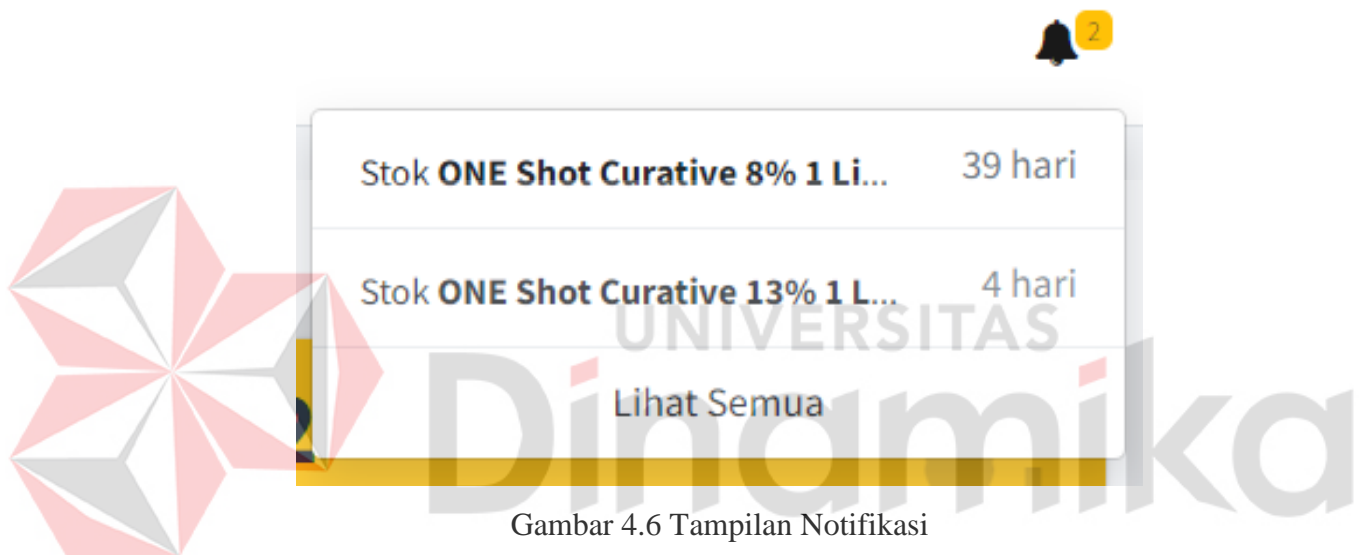 2
Stok ONE Shot Curative 8% 1 Li... 39 hari
Stok ONE Shot Curative 13% 1 L... 4 hari
Lihat Semua
UNIVERSITAS
Dinamika
Gambar 4.6 Tampilan Notifikasi